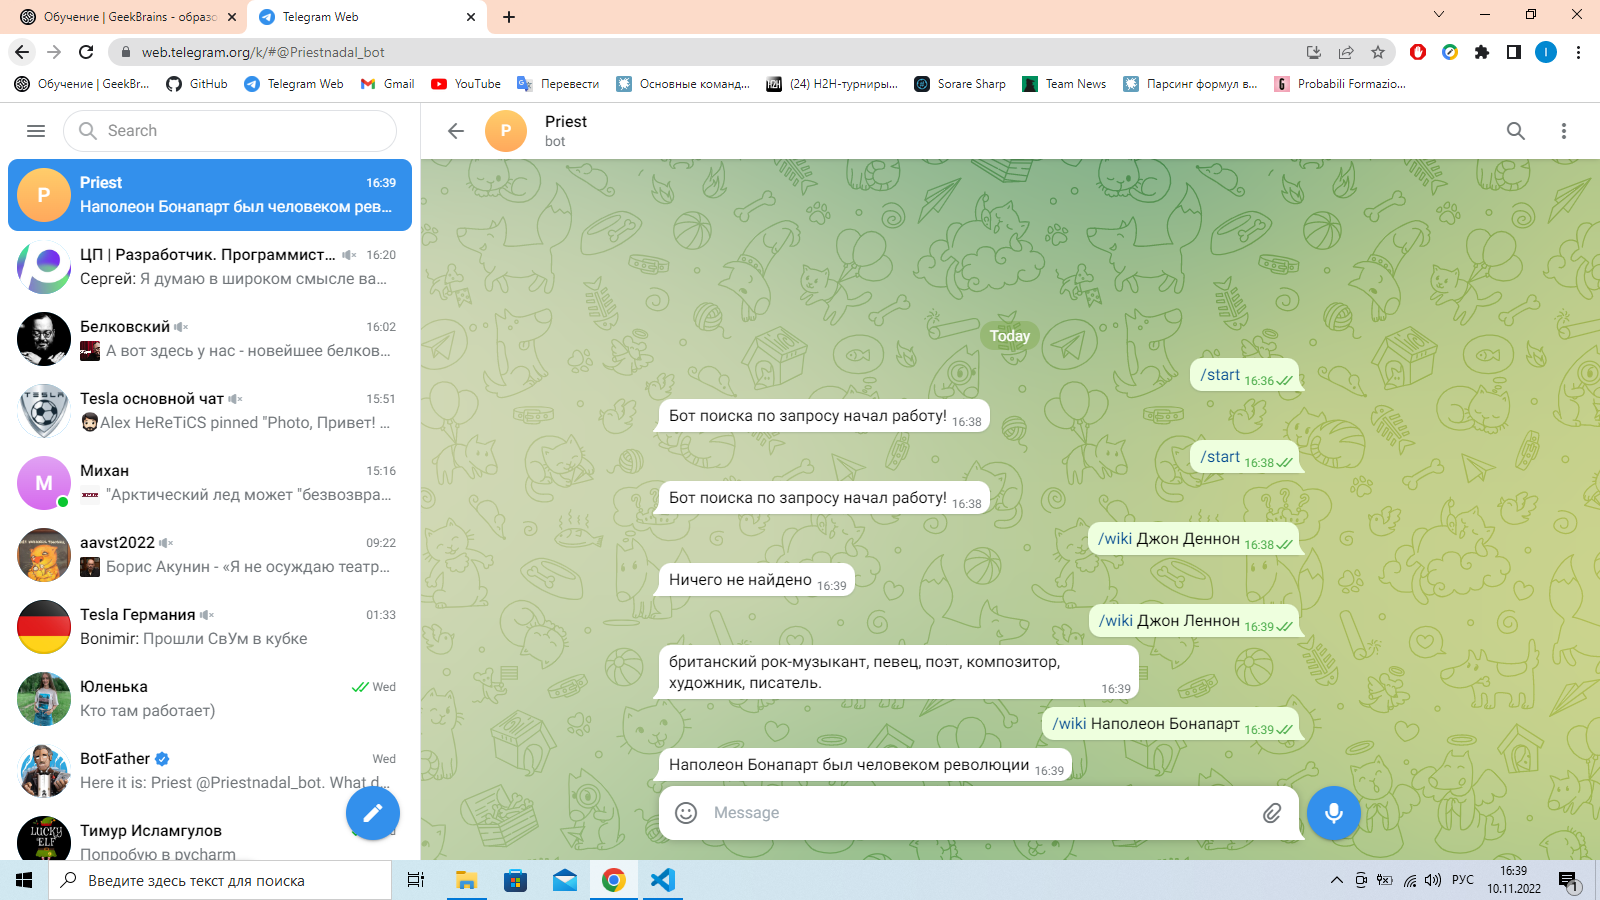 Обучение | GeekBrains - образо
Telegram Web
web.telegram.org/k/#@Priestnadal_bot
I
Обучение | GeekBr...
GitHub
Telegram Web
Gmail
YouTube
Перевести
Основные команд...
(24) H2H-турниры...
Sorare Sharp
Team News
Парсинг формул в...
Probabili Formazio...
Search
P
Priest
bot
P
Priest
16:39
Наполеон Бонапарт был человеком рев...
ЦП | Разработчик. Программист...
16:20
Сергей: Я думаю в широком смысле ва...
Белковский
16:02
А вот здесь у нас - новейшее белков...
TESLA
Tesla основной чат
15:51
Alex HeReTiCS pinned "Photo, Привет! ...
M
Михан
15:16
"Арктический лед может "безвозвра...
aavst2022
09:22
Борис Акунин - «Я не осуждаю театр...
Tesla Германия
01:33
Bonimir: Прошли СвУм в кубке
Юленька
Wed
Кто там работает)
BotFather
Wed
Here it is: Priest @Priestnadal_bot. What d...
LUCKY ELF
Тимур Исламгулов
Попробую в pycharm
Today
/start 16:36
Бот поиска по запросу начал работу! 16:38
/start 16:38
Бот поиска по запросу начал работу! 16:38
/wiki Джон Деннон 16:38
Ничего не найдено 16:39
/wiki Джон Леннон 16:39
британский рок-музыкант, певец, поэт, композитор,
художник, писатель. 16:39
/wiki Наполеон Бонапарт 16:39
Наполеон Бонапарт был человеком революции 16:39
Message
Введите здесь текст для поиска
РУС
16:39
10.11.2022
1